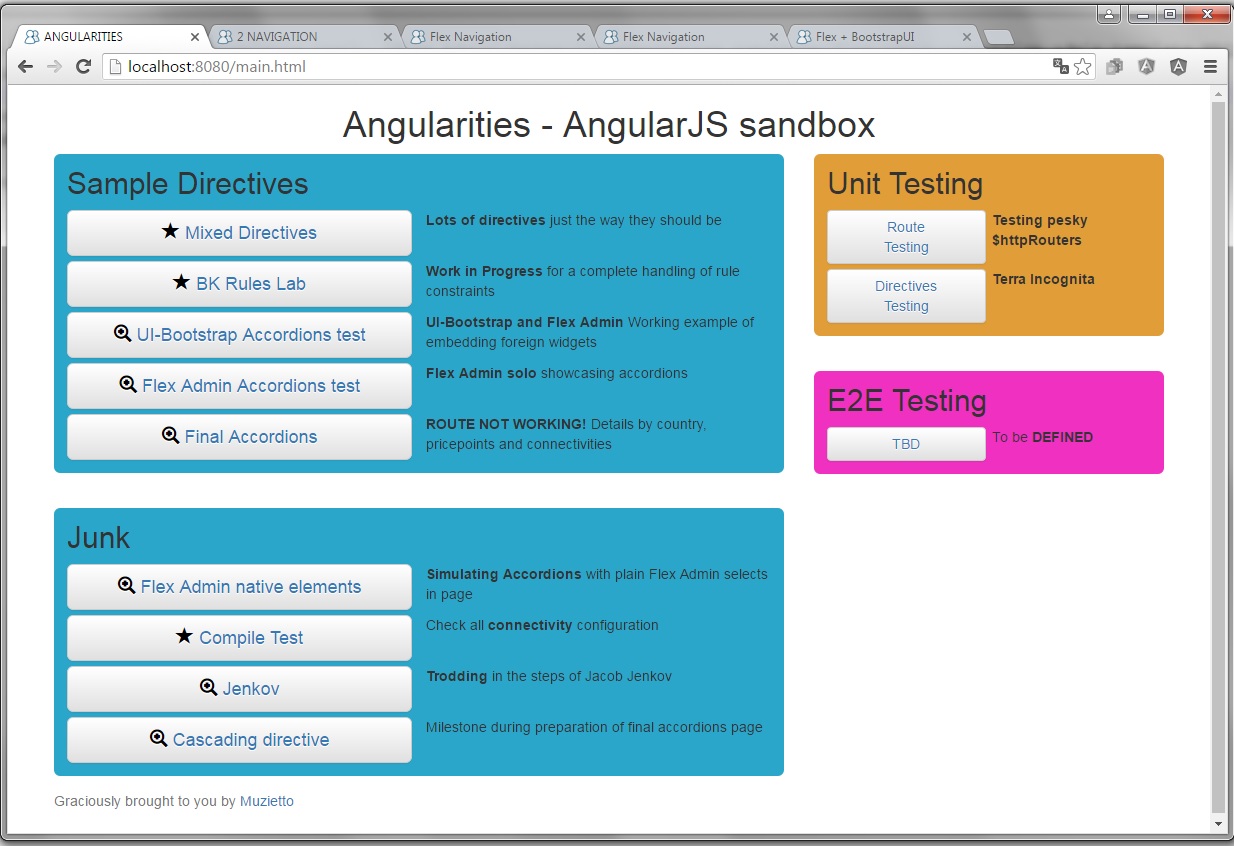 ANGULARITIES
2 NAVIGATION
Flex Navigation
Flex Navigation
Flex + BootstrapUI
localhost:8080/main.html
Angularities - AngularJS sandbox
Sample Directives
Mixed Directives
Lots of directives just the way they should be
BK Rules Lab
Work in Progress for a complete handling of rule
constraints
UI-Bootstrap Accordions test
UI-Bootstrap and Flex Admin Working example of
embedding foreign widgets
Flex Admin Accordions test
Flex Admin solo showcasing accordions
Final Accordions
ROUTE NOT WORKING! Details by country,
pricepoints and connectivities
Unit Testing
Route
Testing
Testing pesky
$httpRouters
Directives
Testing
Terra Incognita
E2E Testing
TBD
To be DEFINED
Junk
Flex Admin native elements
Simulating Accordions with plain Flex Admin selects
in page
Compile Test
Check all connectivity configuration
Jenkov
Trodding in the steps of Jacob Jenkov
Cascading directive
Milestone during preparation of final accordions page
Graciously brought to you by Muzietto